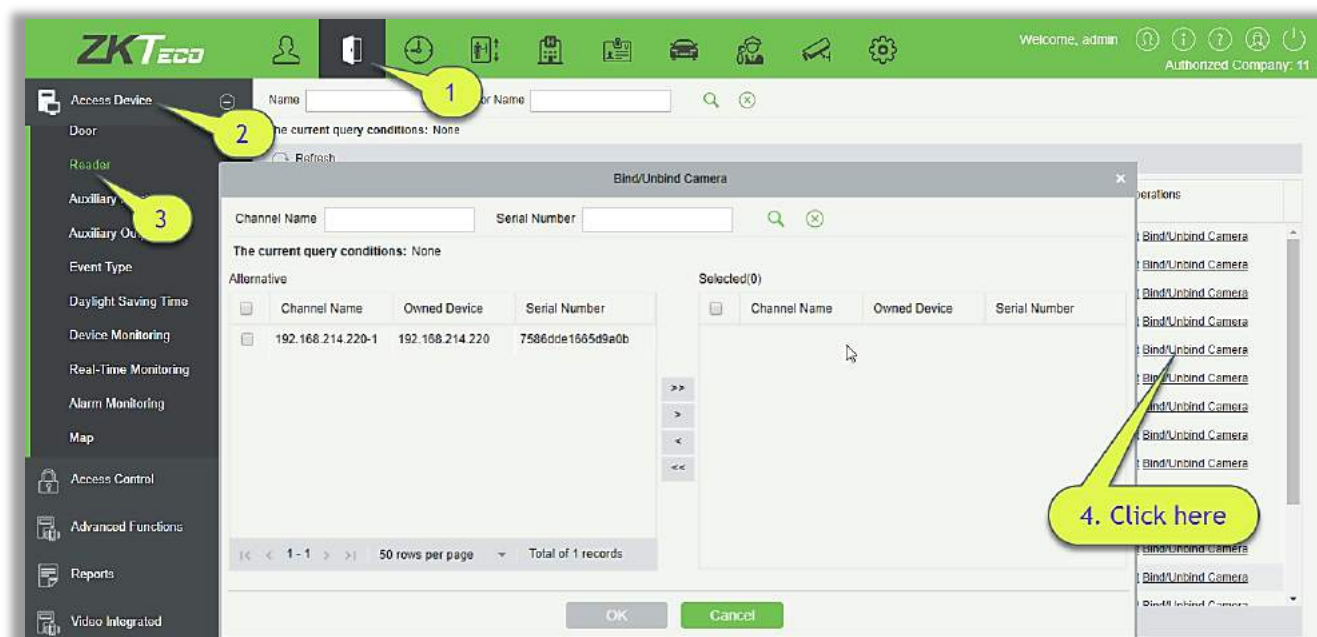 ZKTECO
Welcome, admin
Authorized Company: 11
Access Device
Door
Reader
Auxiliary
Auxiliary Ou
Event Type
Daylight Saving Time
Device Monitoring
Real-Time Monitoring
Alarm Monitoring
Map
Access Control
Advanced Functions
Reports
Video Integrated
1
2
3
Name
or Name
he current query conditions: None
Refresh
Bind/Unbind Camera
Channel Name
Serial Number
The current query conditions: None
Alternative
Channel Name Owned Device Serial Number
192.168.214.220-1 192.168.214.220 7586dde1665d9a0b
>>
>
<
<<
Selected(0)
Channel Name Owned Device Serial Number
|< < 1-1 > >| 50 rows per page Total of 1 records
OK Cancel
perations
Bind/Unbind Camera
Bind/Unbind Camera
Bind/Unbind Camera
Bind/Unbind Camera
Bind/Unbind Camera
Bind/Unbind Camera
ind/Unbind Camera
Bind/Unbind Camera
Bind/Unbind Camera
4. Click here
Bind/Unbind Camera
Bind/Unbind Camera
Bind/Unbind Camera